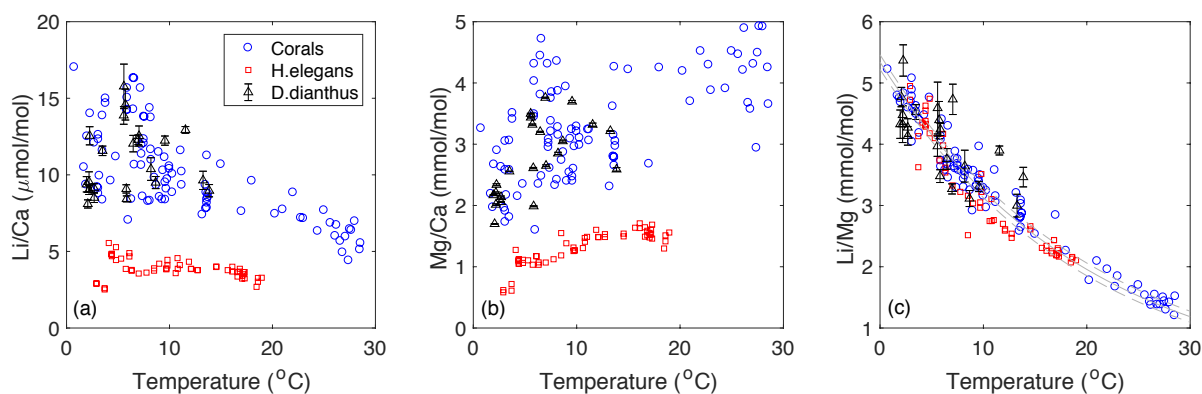 20
15
10
5
0
Li/Ca (μmol/mol)
Corals
H.elegans
D.dianthus
(a)
0 10 20 30
Temperature (°C)
5
4
3
2
1
0
Mg/Ca (mmol/mol)
(b)
0 10 20 30
Temperature (°C)
6
5
4
3
2
1
Li/Mg (mmol/mol)
(c)
0 10 20 30
Temperature (°C)